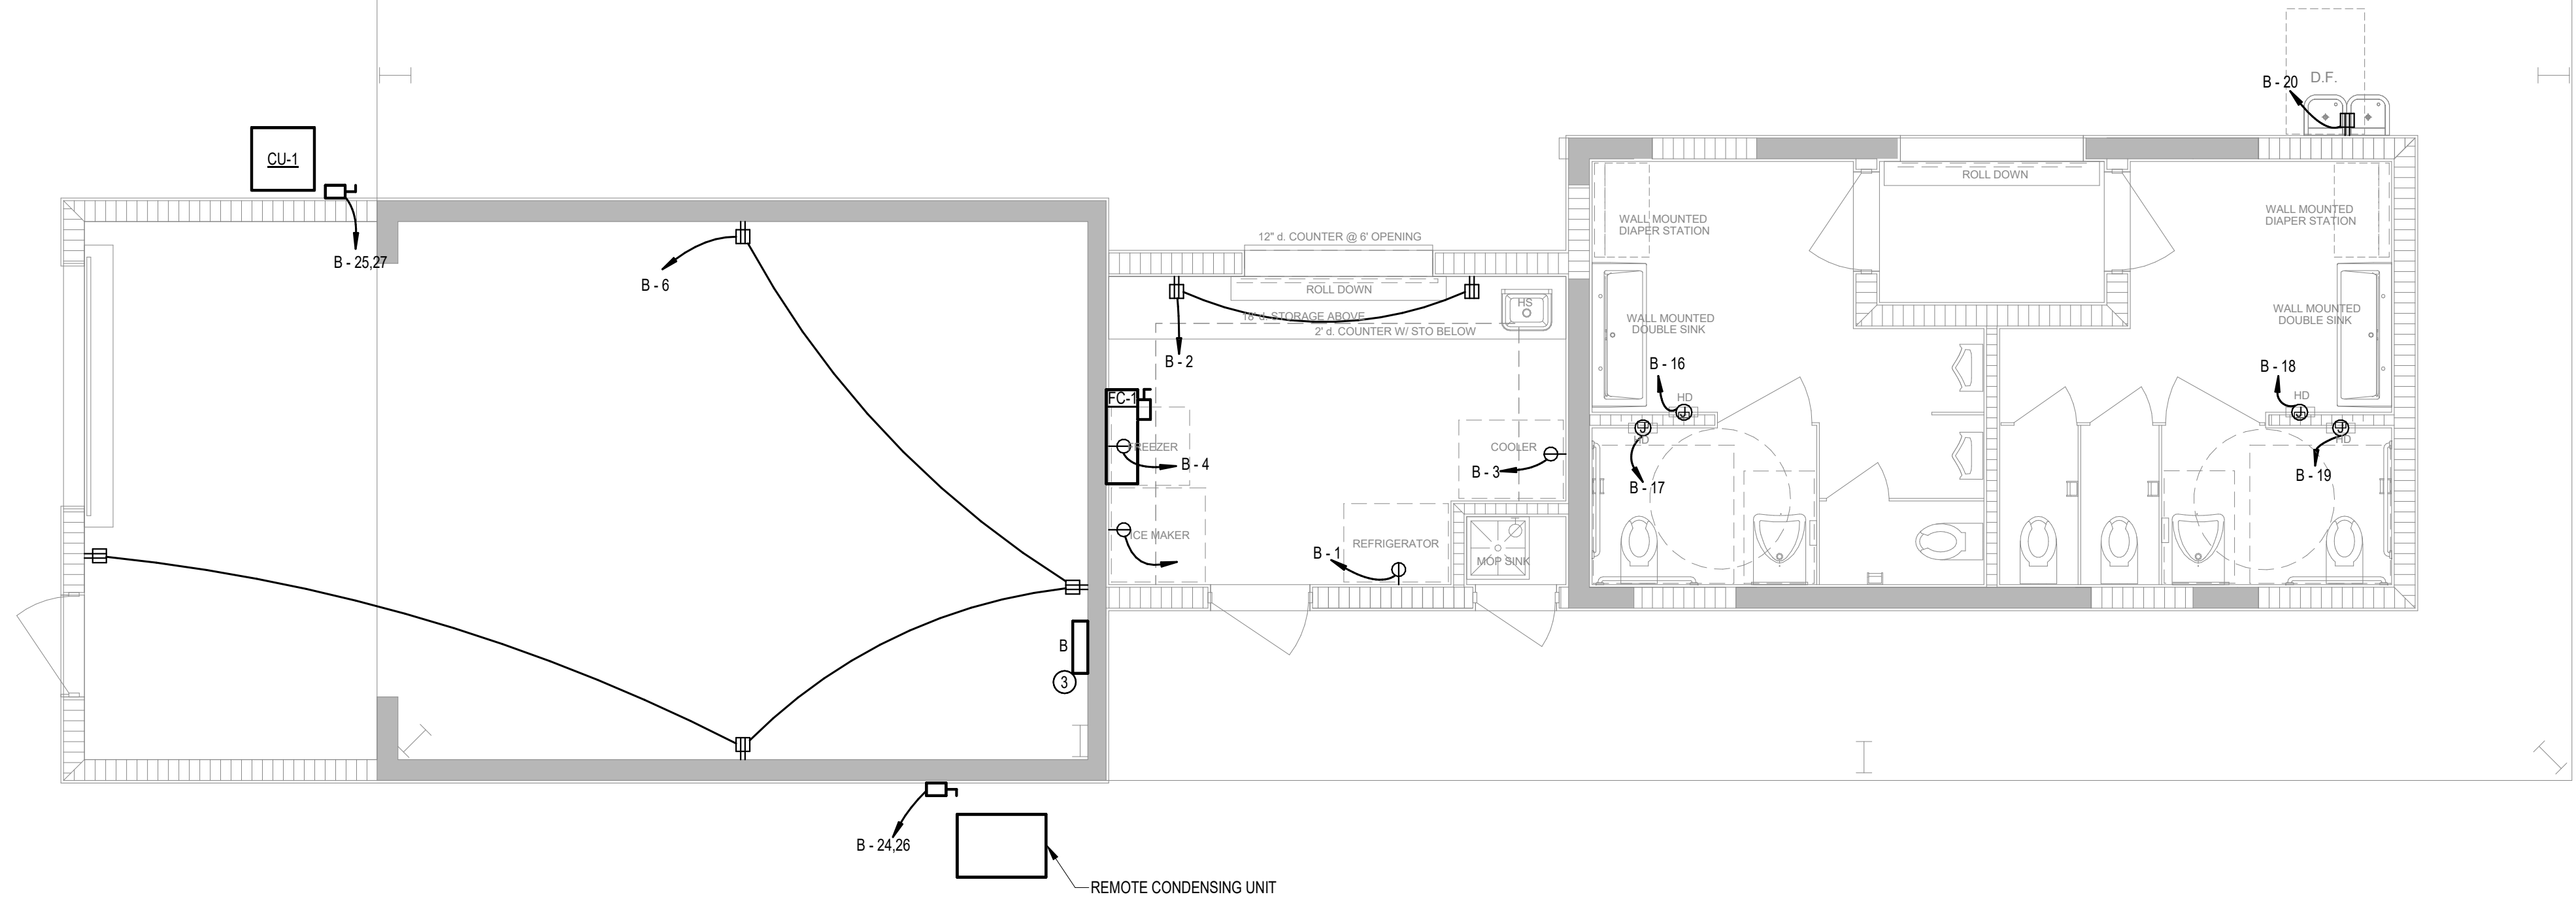 D.F.
B - 20
CU-1
B - 25,27
B - 6
12" d. COUNTER @ 6' OPENING
ROLL DOWN
HS
18" d. STORAGE ABOVE
2' d. COUNTER W/ STO BELOW
B - 2
ROLL DOWN
WALL MOUNTED
DIAPER STATION
WALL MOUNTED
DIAPER STATION
WALL MOUNTED
DOUBLE SINK
WALL MOUNTED
DOUBLE SINK
B - 16
HD
J
J
HD
B - 17
B - 18
HD
J
J
HD
B - 19
FC-1
FREEZER
B - 4
COOLER
B - 3
ICE MAKER
B - 1
REFRIGERATOR
MOP SINK
B
3
B - 24,26
REMOTE CONDENSING UNIT